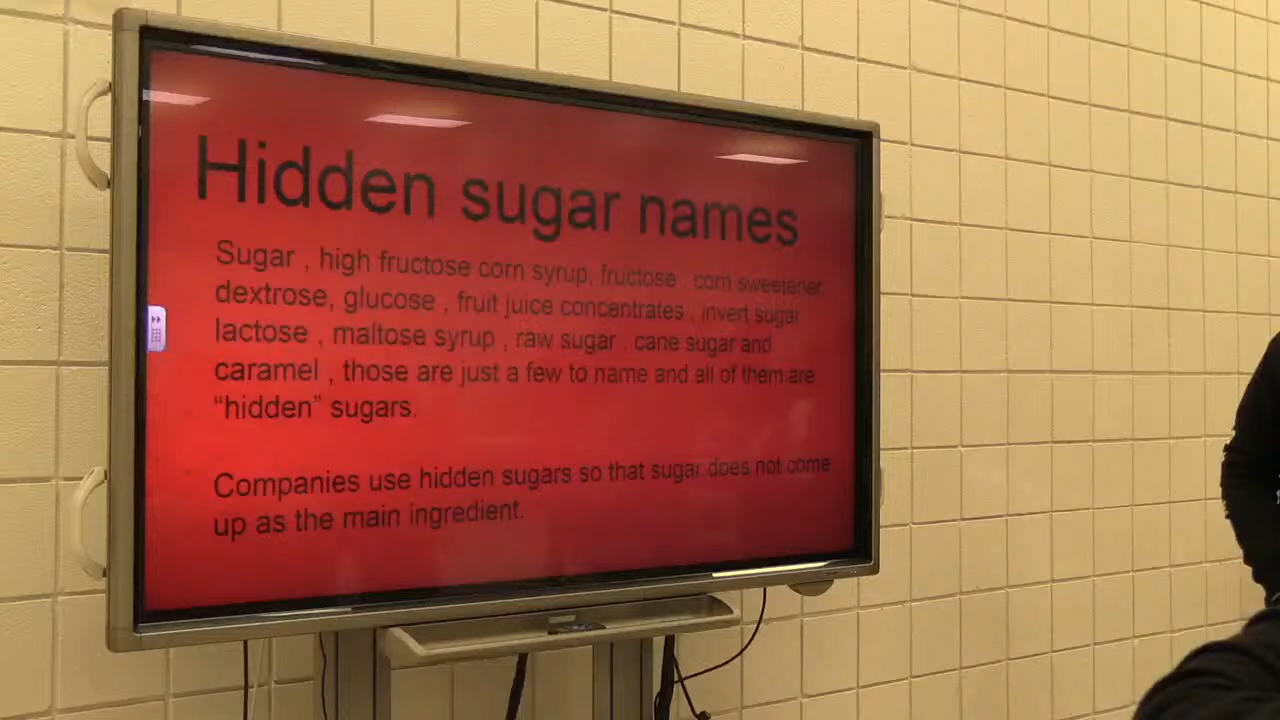 Hidden sugar names
Sugar , high fructose corn syrup, fructose , corn sweetener
dextrose, glucose , fruit juice concentrates , invert sugar
lactose , maltose syrup , raw sugar , cane sugar and
caramel , those are just a few to name and all of them are
“hidden” sugars.
Companies use hidden sugars so that sugar does not come
up as the main ingredient.